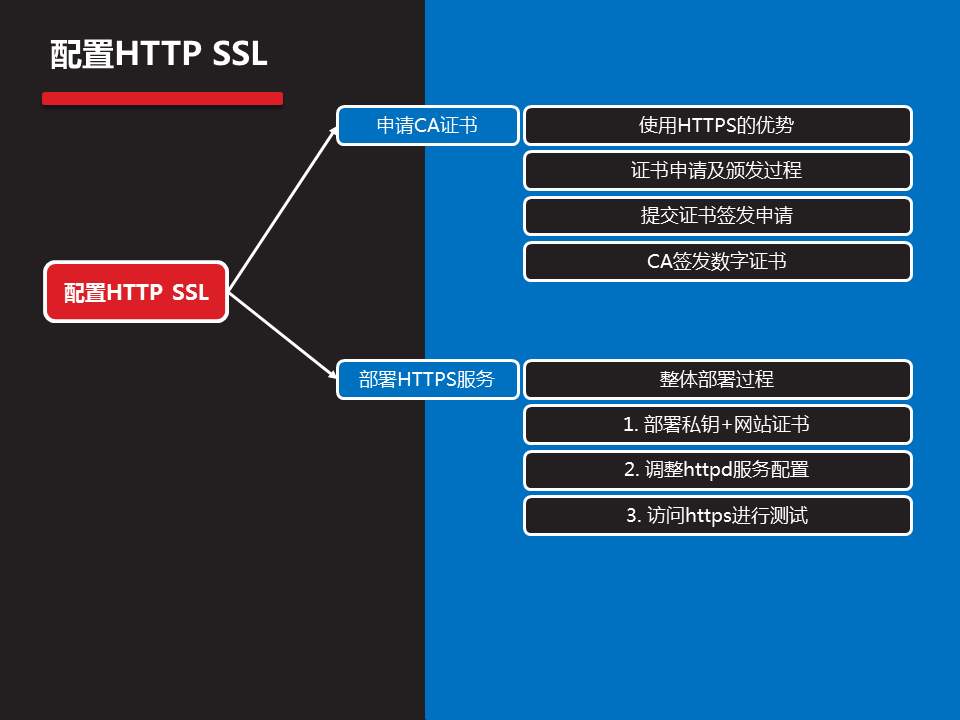 配置HTTP SSL
申请CA证书
使用HTTPS的优势
证书申请及颁发过程
提交证书签发申请
CA签发数字证书
配置HTTP SSL
部署HTTPS服务
整体部署过程
1. 部署私钥+网站证书
2. 调整httpd服务配置
3. 访问https进行测试